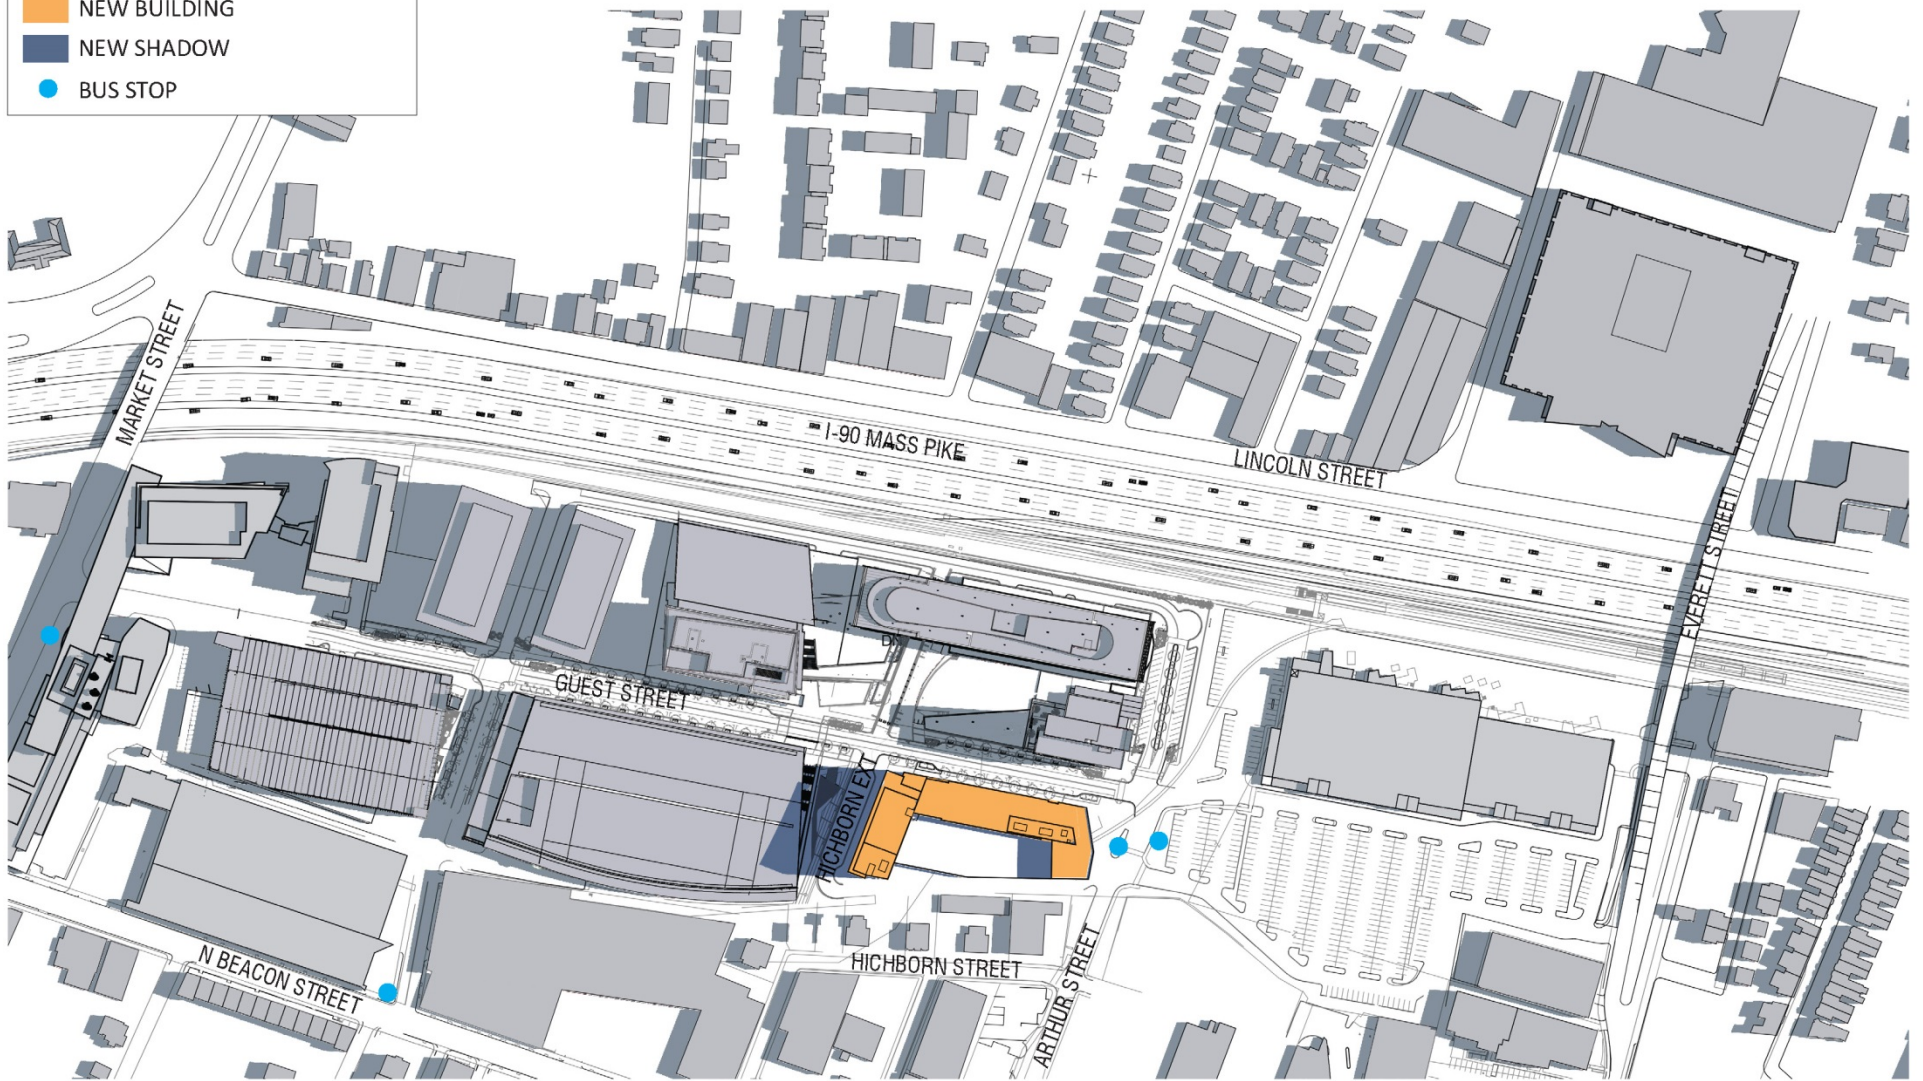 NEW BUILDING
NEW SHADOW
BUS STOP
MARKET STREET
I-90 MASS PIKE
LINCOLN STREET
EVERETT STREET
GUEST STREET
HICHBORN EXT
HICHBORN STREET
ARTHUR STREET
N BEACON STREET